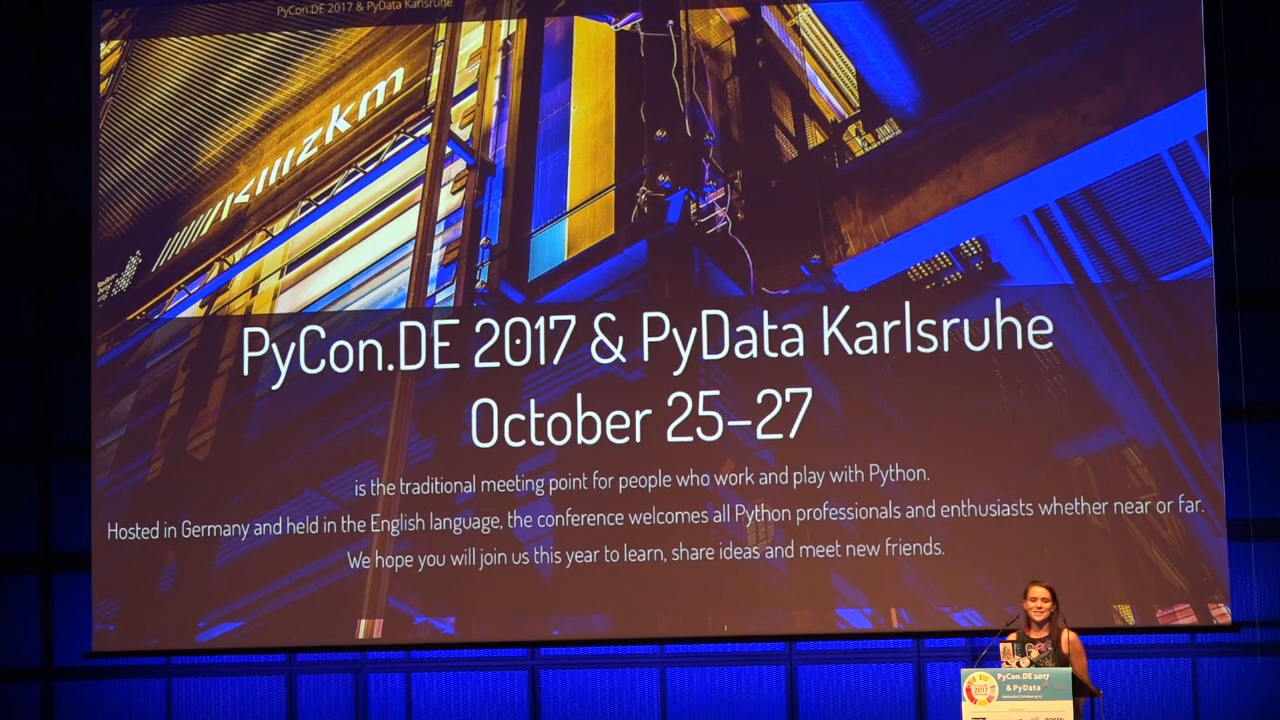 PyCon.DE 2017 & PyData Karlsruhe
zkm
PyCon.DE 2017 & PyData Karlsruhe
October 25–27
is the traditional meeting point for people who work and play with Python.
Hosted in Germany and held in the English language, the conference welcomes all Python professionals and enthusiasts whether near or far.
We hope you will join us this year to learn, share ideas and meet new friends.
PyCon.DE 2017
& PyData
2017